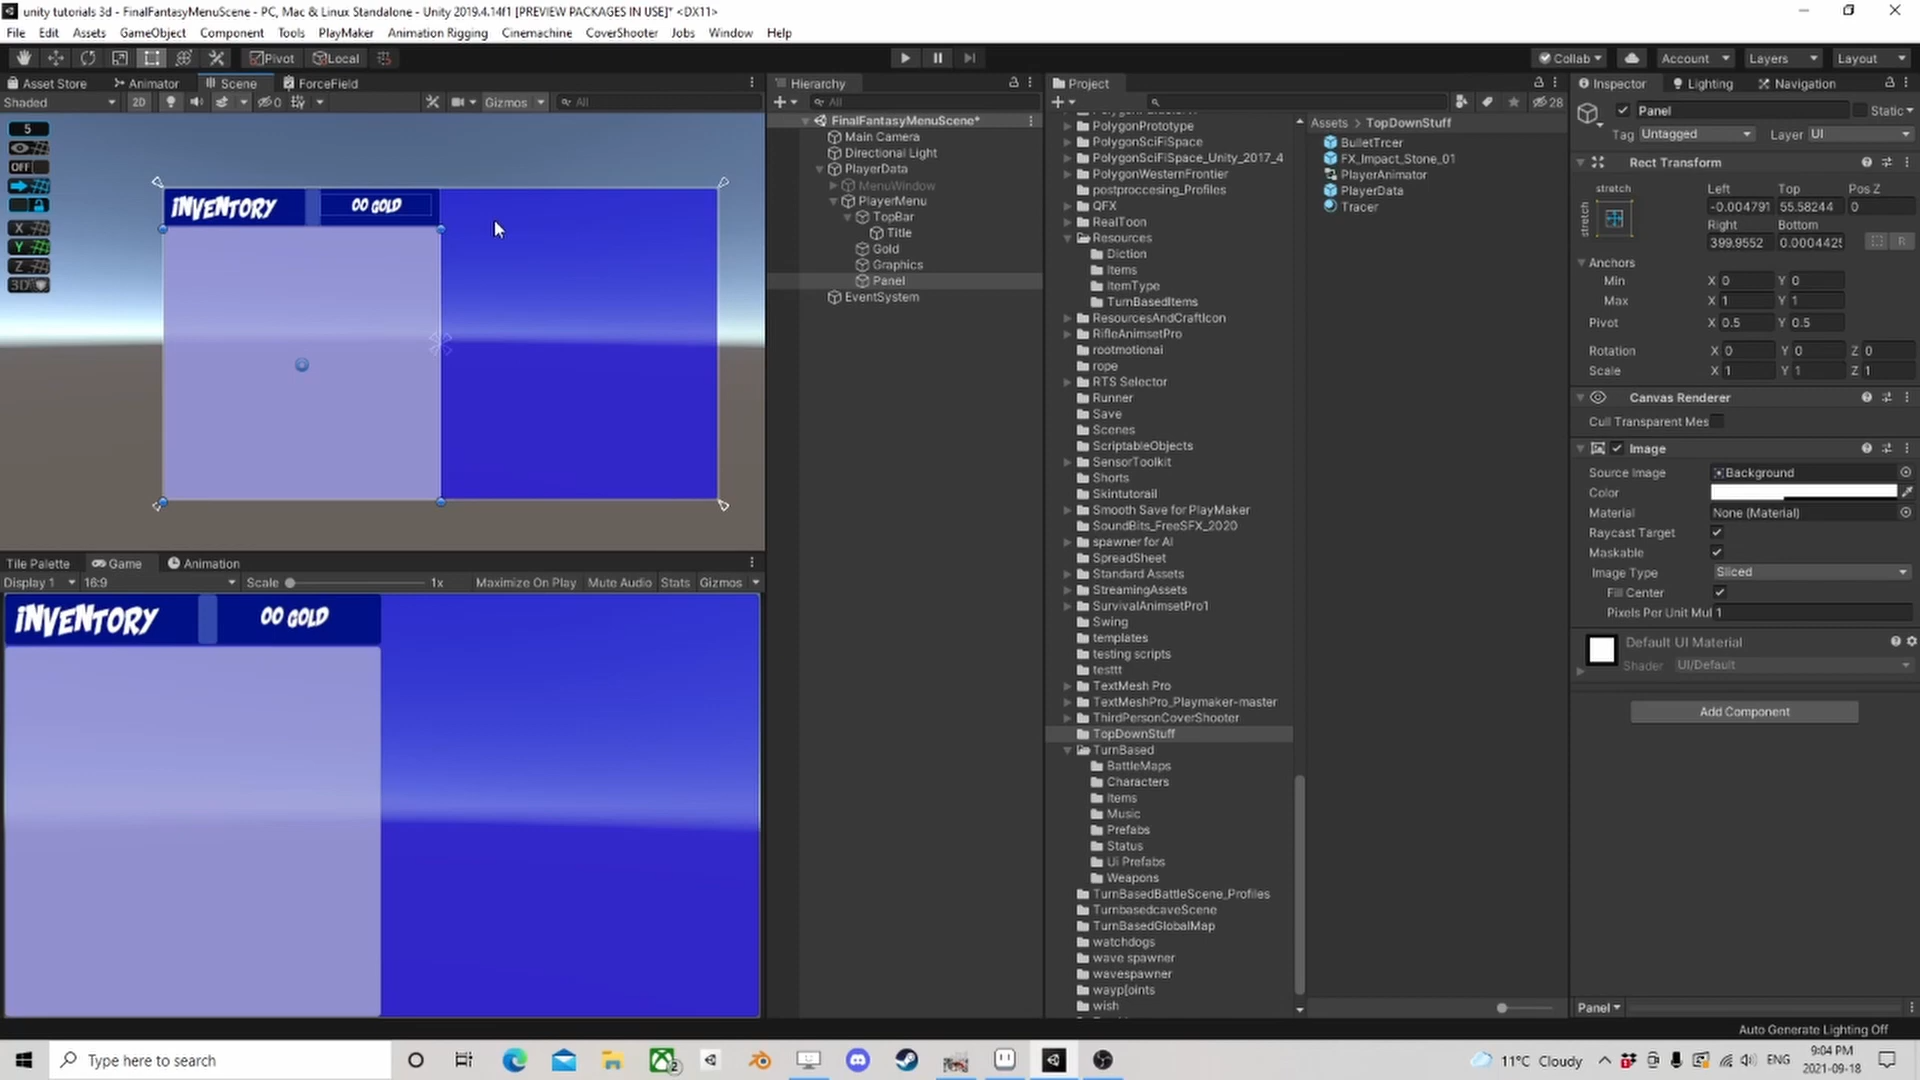 unity tutorials 3d - FinalFantasyMenuScene - PC, Mac & Linux Standalone - Unity 2019.4.14f1 [PREVIEW PACKAGES IN USE]* <DX11>
File Edit Assets GameObject Component Tools PlayMaker Animation Rigging Cinemachine CoverShooter Jobs Window Help
Pivot Local Collab Account Layers Layout
Asset Store Animator Scene ForceField
Shaded 2D 0 Gizmos All
5
OFF
X
Y
Z
3D
INVENTORY 00 GOLD
Tile Palette Game Animation
Display 1 16:9 Scale 1x Maximize On Play Mute Audio Stats Gizmos
INVENTORY 00 GOLD
Hierarchy
All
FinalFantasyMenuScene*
Main Camera
Directional Light
PlayerData
MenuWindow
PlayerMenu
TopBar
Title
Gold
Graphics
Panel
EventSystem
Project
28
PolygonPrototype
PolygonSciFiSpace
PolygonSciFiSpace_Unity_2017_4
PolygonWesternFrontier
postproccesing_Profiles
QFX
RealToon
Resources
Diction
Items
ItemType
TurnBasedItems
ResourcesAndCraftIcon
RifleAnimsetPro
rootmotionai
rope
RTS Selector
Runner
Save
Scenes
ScriptableObjects
SensorToolkit
Shorts
Skintutorail
Smooth Save for PlayMaker
SoundBits_FreeSFX_2020
spawner for AI
SpreadSheet
Standard Assets
StreamingAssets
SurvivalAnimsetPro1
Swing
templates
testing scripts
testtt
TextMesh Pro
TextMeshPro_Playmaker-master
ThirdPersonCoverShooter
TopDownStuff
TurnBased
BattleMaps
Characters
Items
Music
Prefabs
Status
Ui Prefabs
Weapons
TurnBasedBattleScene_Profiles
TurnbasedcaveScene
TurnBasedGlobalMap
watchdogs
wave spawner
wavespawner
wayp[oints
wish
Assets > TopDownStuff
BulletTrcer
FX_Impact_Stone_01
PlayerAnimator
PlayerData
Tracer
Inspector Lighting Navigation
Panel Static
Tag Untagged Layer UI
Rect Transform
stretch Left Top Pos Z
stretch -0.004791 55.58244 0
Right Bottom
399.9552 0.0004425 R
Anchors
Min X 0 Y 0
Max X 1 Y 1
Pivot X 0.5 Y 0.5
Rotation X 0 Y 0 Z 0
Scale X 1 Y 1 Z 1
Canvas Renderer
Cull Transparent Mes
Image
Source Image Background
Color
Material None (Material)
Raycast Target
Maskable
Image Type Sliced
Fill Center
Pixels Per Unit Mul 1
Default UI Material
Shader UI/Default
Add Component
Panel
Auto Generate Lighting Off
Type here to search
2
11°C Cloudy ENG 9:04 PM
2021-09-18